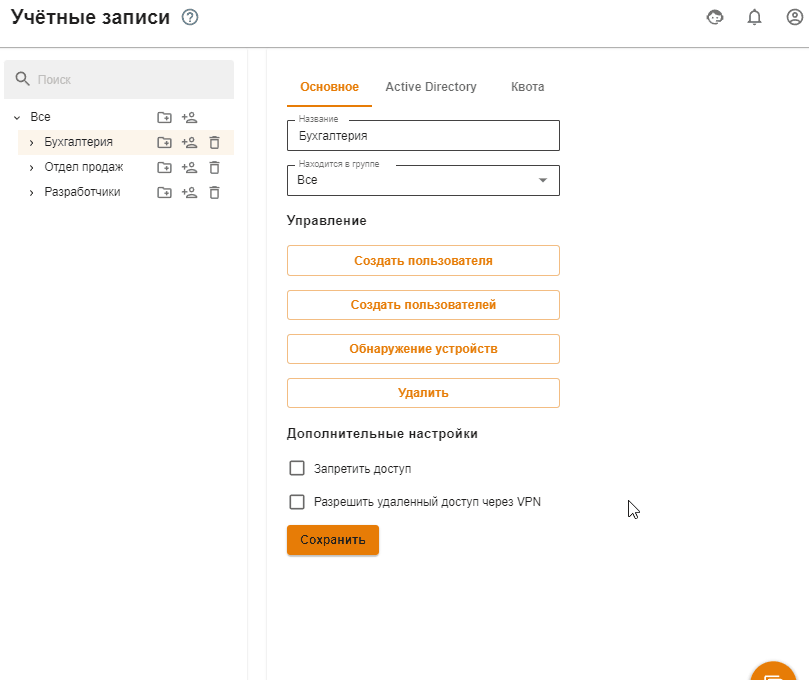 Учётные записи
Поиск
Все
Бухгалтерия
Отдел продаж
Разработчики
Основное Active Directory Квота
Название
Бухгалтерия
Находится в группе
Все
Управление
Создать пользователя
Создать пользователей
Обнаружение устройств
Удалить
Дополнительные настройки
Запретить доступ
Разрешить удаленный доступ через VPN
Сохранить